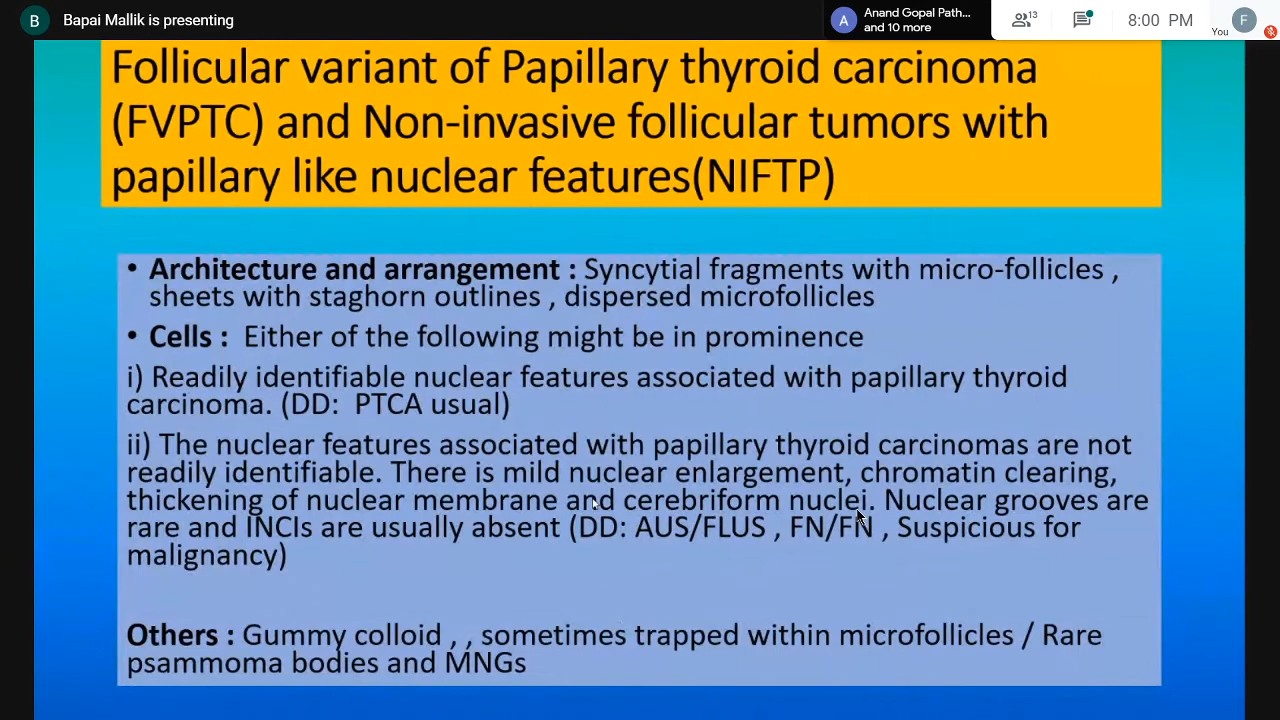 B Bapai Mallik is presenting
A Anand Gopal Path...
and 10 more
13
8:00 PM
You
F
Follicular variant of Papillary thyroid carcinoma
(FVPTC) and Non-invasive follicular tumors with
papillary like nuclear features(NIFTP)
• Architecture and arrangement : Syncytial fragments with micro-follicles ,
sheets with staghorn outlines , dispersed microfollicles
• Cells : Either of the following might be in prominence
i) Readily identifiable nuclear features associated with papillary thyroid
carcinoma. (DD: PTCA usual)
ii) The nuclear features associated with papillary thyroid carcinomas are not
readily identifiable. There is mild nuclear enlargement, chromatin clearing,
thickening of nuclear membrane and cerebriform nuclei. Nuclear grooves are
rare and INCIs are usually absent (DD: AUS/FLUS , FN/FN , Suspicious for
malignancy)
Others : Gummy colloid , , sometimes trapped within microfollicles / Rare
psammoma bodies and MNGs